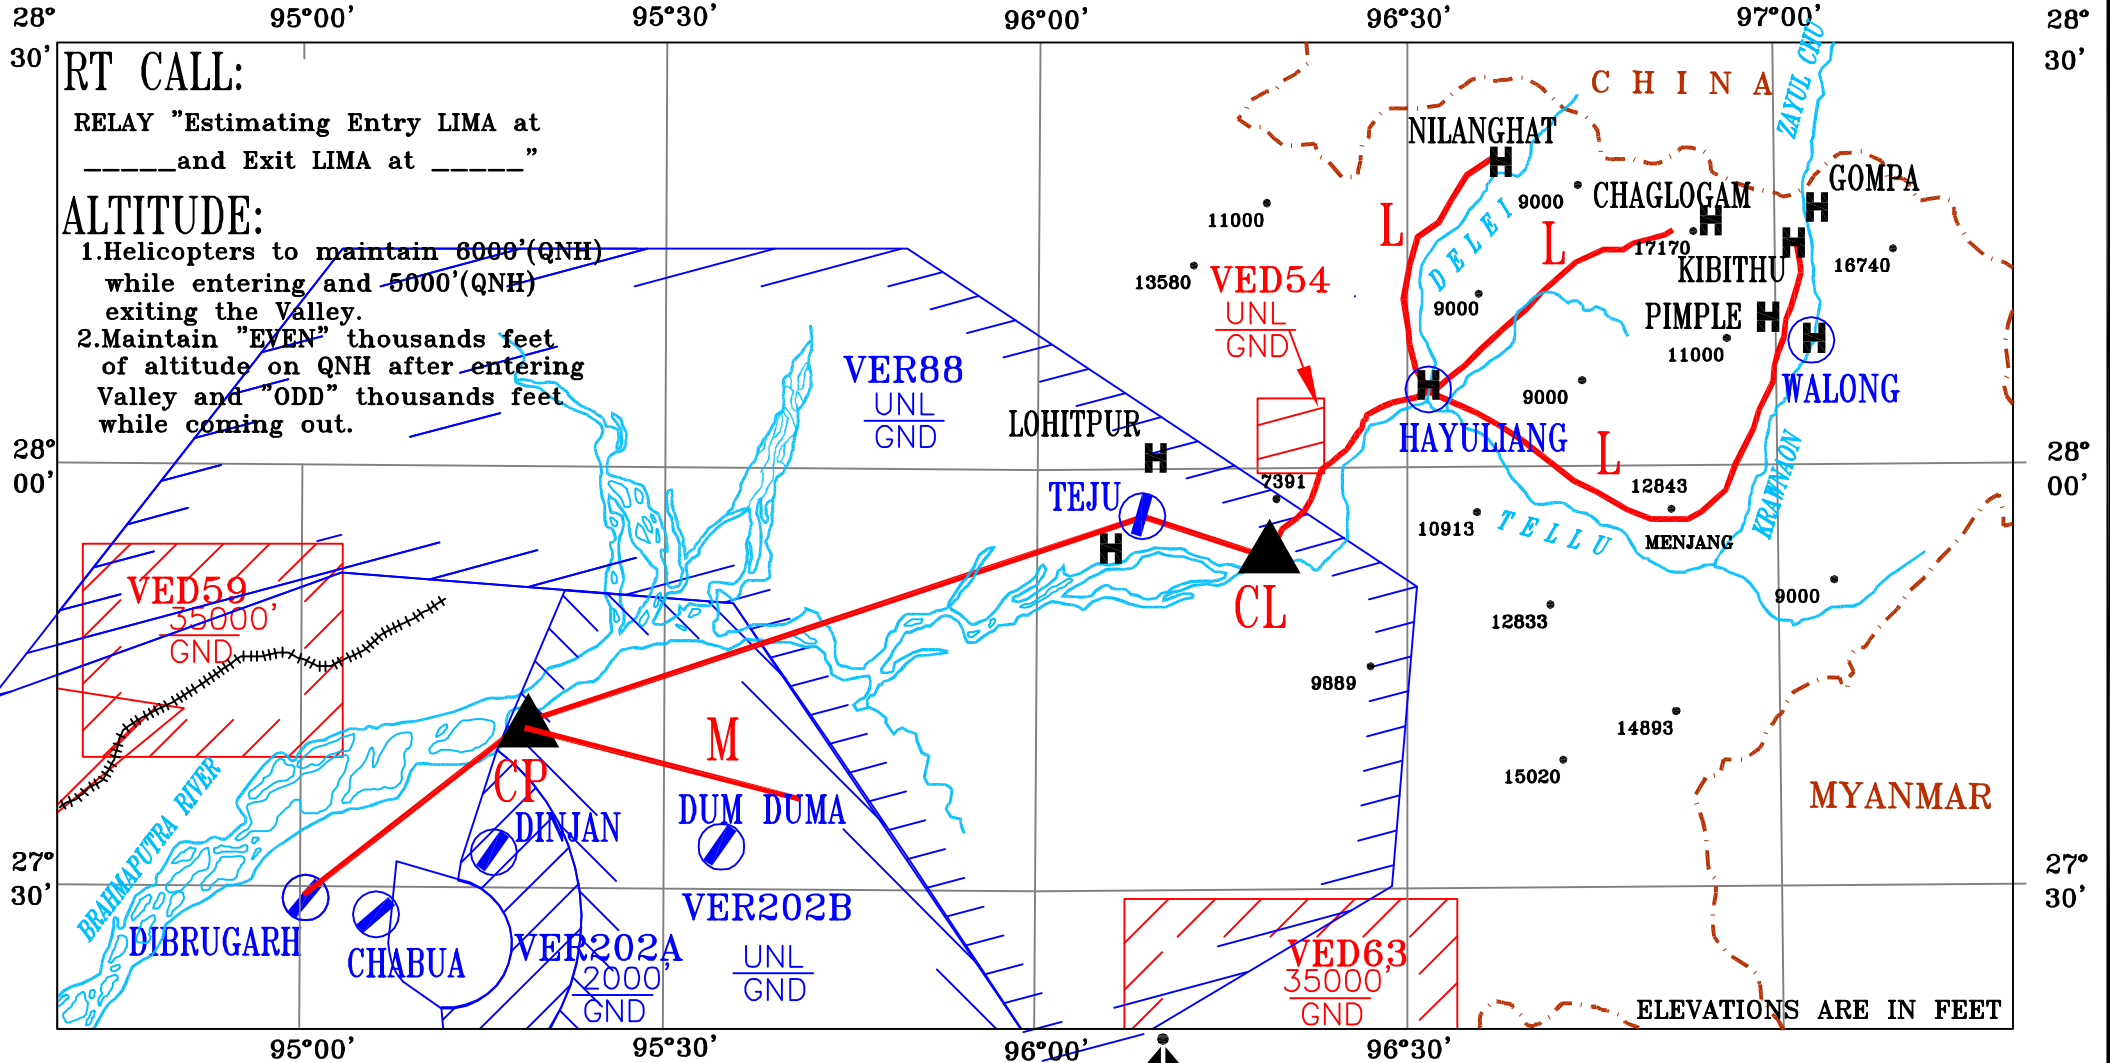 28° 95°00' 95°30' 96°00' 96°30' 97°00' 28°
30' 30'
RT CALL:
RELAY "Estimating Entry LIMA at
_____and Exit LIMA at _____"
ALTITUDE:
1.Helicopters to maintain 6000'(QNH)
while entering and 5000'(QNH)
exiting the Valley.
2.Maintain "EVEN" thousands feet
of altitude on QNH after entering
Valley and "ODD" thousands feet
while coming out.
CHINA
ZAYUL CHU
NILANGHAT
H
GOMPA
H
9000
CHAGLOGAM
H
11000
L
DELEI
L
17170
H
KIBITHU
16740
13580
VED54
UNL
GND
9000
PIMPLE
H
11000
H
WALONG
VER88
UNL
GND
9000
H
HAYULIANG
LOHITPUR
H
L
28° 28°
00' 00'
7391
12843
KRAWNAON
TEJU
10913
TELLU
MENJANG
H
VED59
35000'
GND
CL
9000
12833
9889
14893
M
15020
CP
MYANMAR
BRAHMAPUTRA RIVER
DINJAN
DUM DUMA
27° 27°
30' 30'
VER202B
UNL
GND
DIBRUGARH
CHABUA
VER202A
2000'
GND
VED63
35000'
GND
ELEVATIONS ARE IN FEET
95°00' 95°30' 96°00' 96°30'